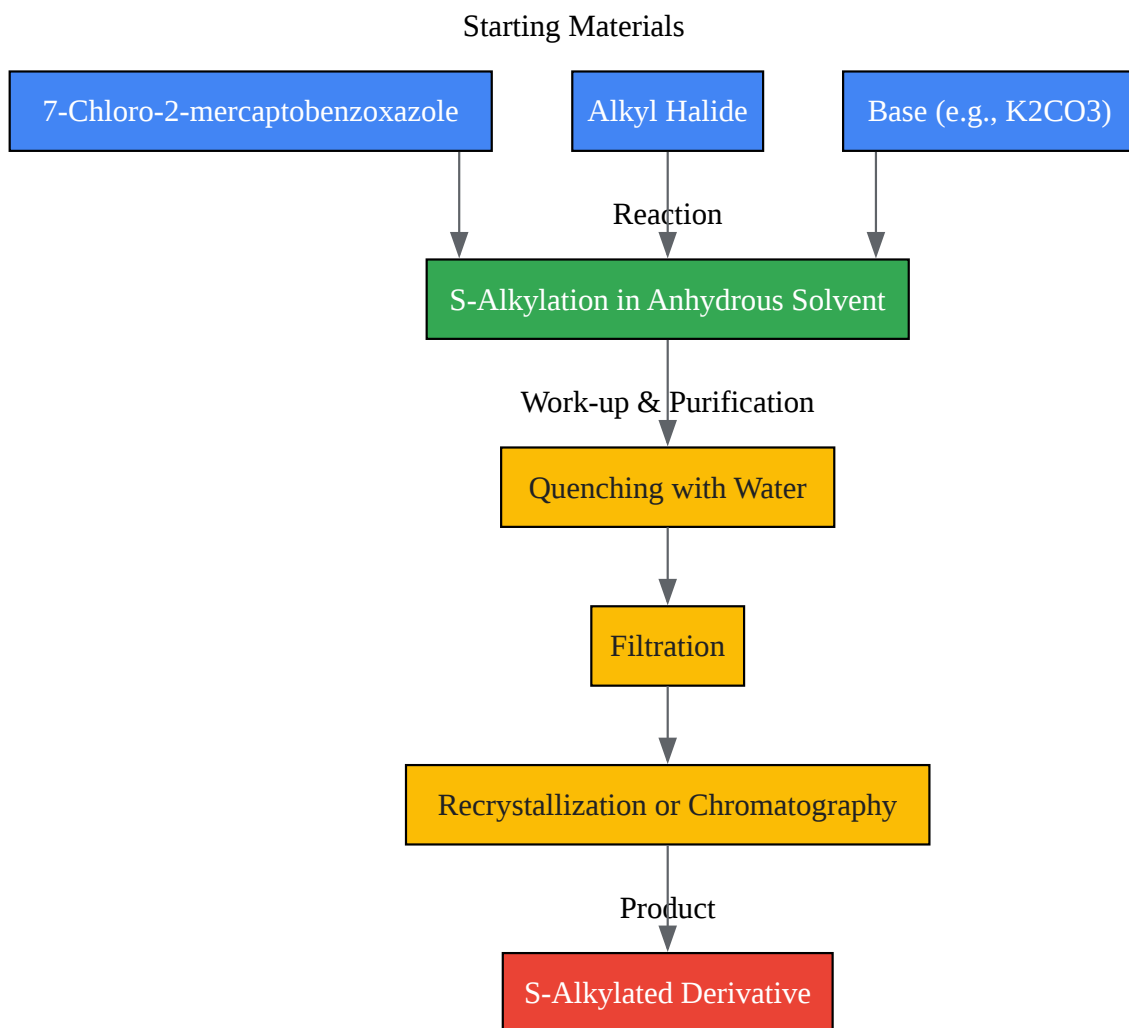 Starting Materials
7-Chloro-2-mercaptobenzoxazole
Alkyl Halide
Base (e.g., K2CO3)
Reaction
S-Alkylation in Anhydrous Solvent
Work-up & Purification
Quenching with Water
Filtration
Recrystallization or Chromatography
Product
S-Alkylated Derivative